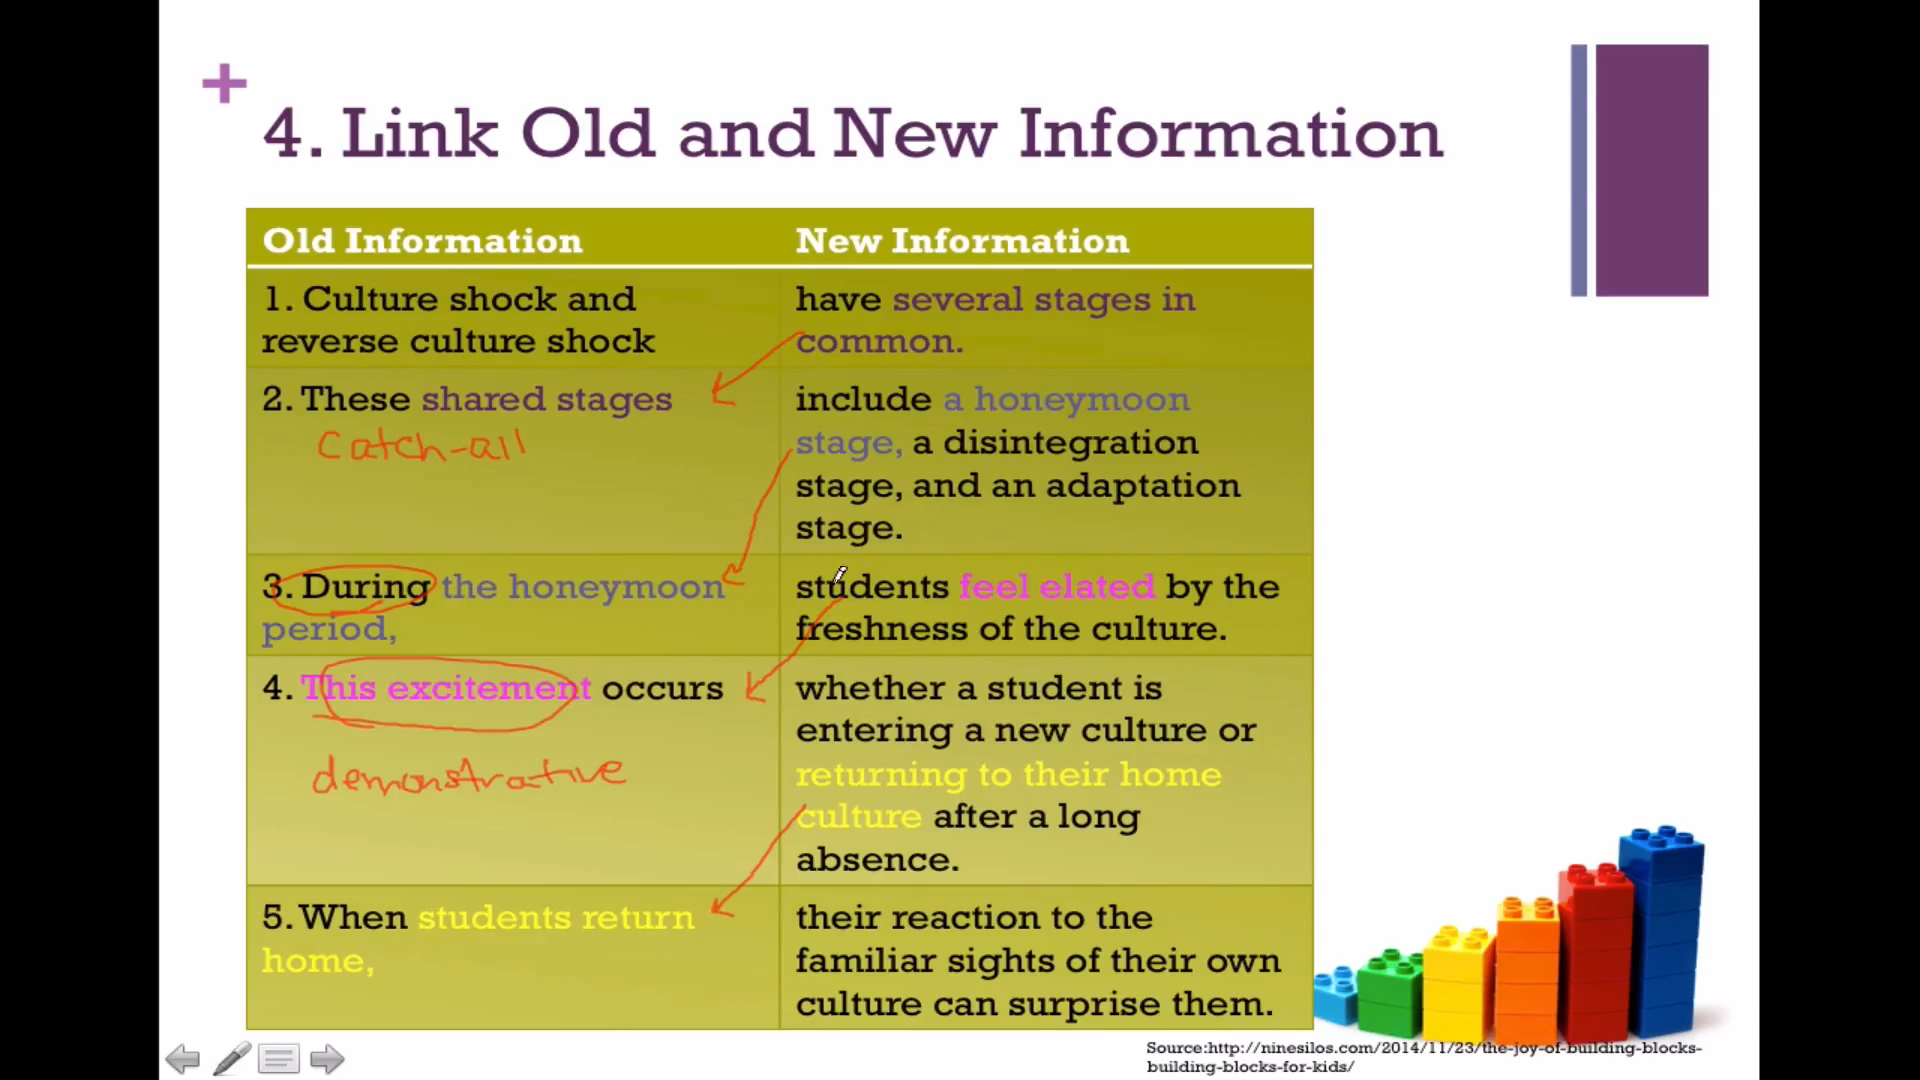 4. Link Old and New Information
Old Information
New Information
1. Culture shock and
reverse culture shock
have several stages in
common.
2. These shared stages
Catch-all
include a honeymoon
stage, a disintegration
stage, and an adaptation
stage.
3. During the honeymoon
period,
students feel elated by the
freshness of the culture.
4. This excitement occurs
demonstrative
whether a student is
entering a new culture or
returning to their home
culture after a long
absence.
5. When students return
home,
their reaction to the
familiar sights of their own
culture can surprise them.
Source:http://ninesilos.com/2014/11/23/the-joy-of-building-blocks-
building-blocks-for-kids/